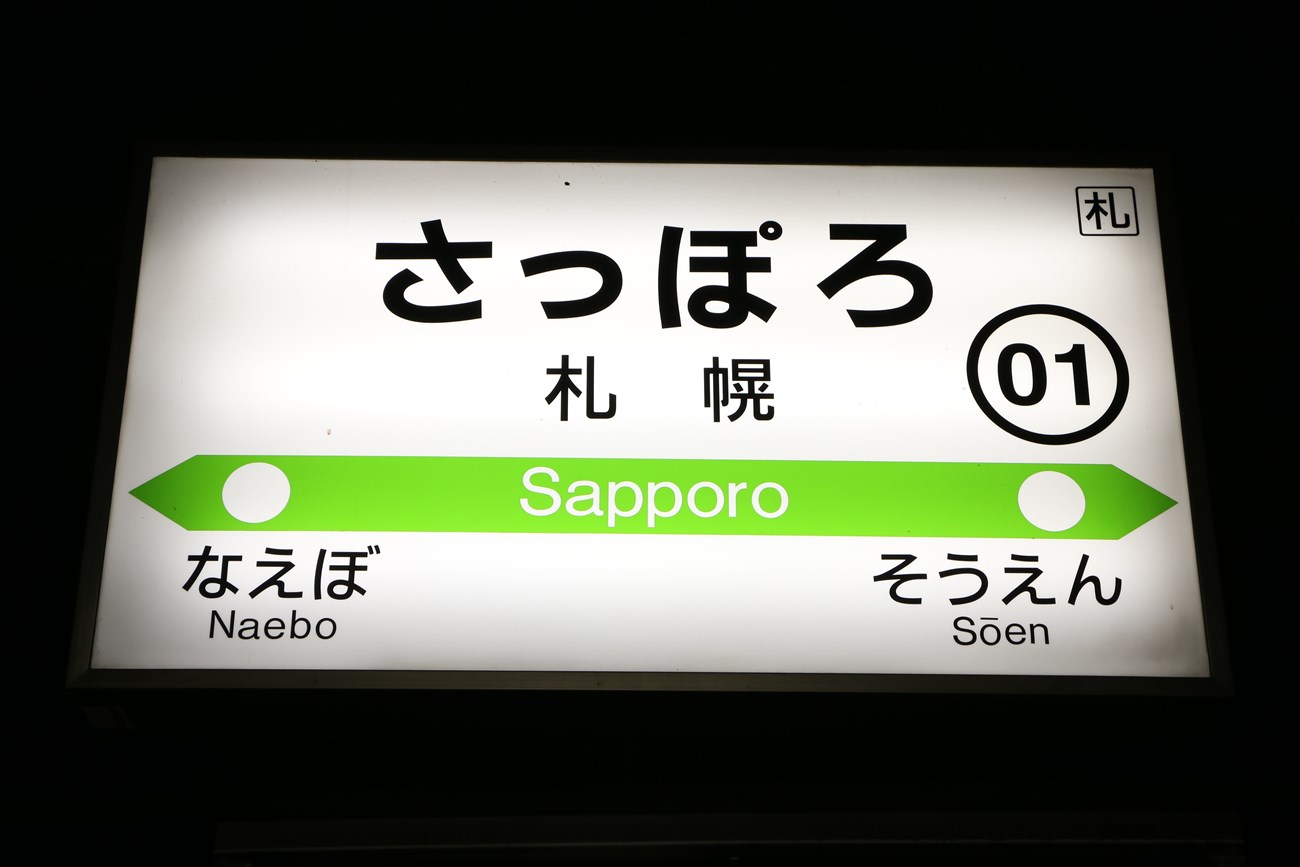 札
さっぽろ
札幌
01
Sapporo
なえぼ
Naebo
そうえん
Sōen